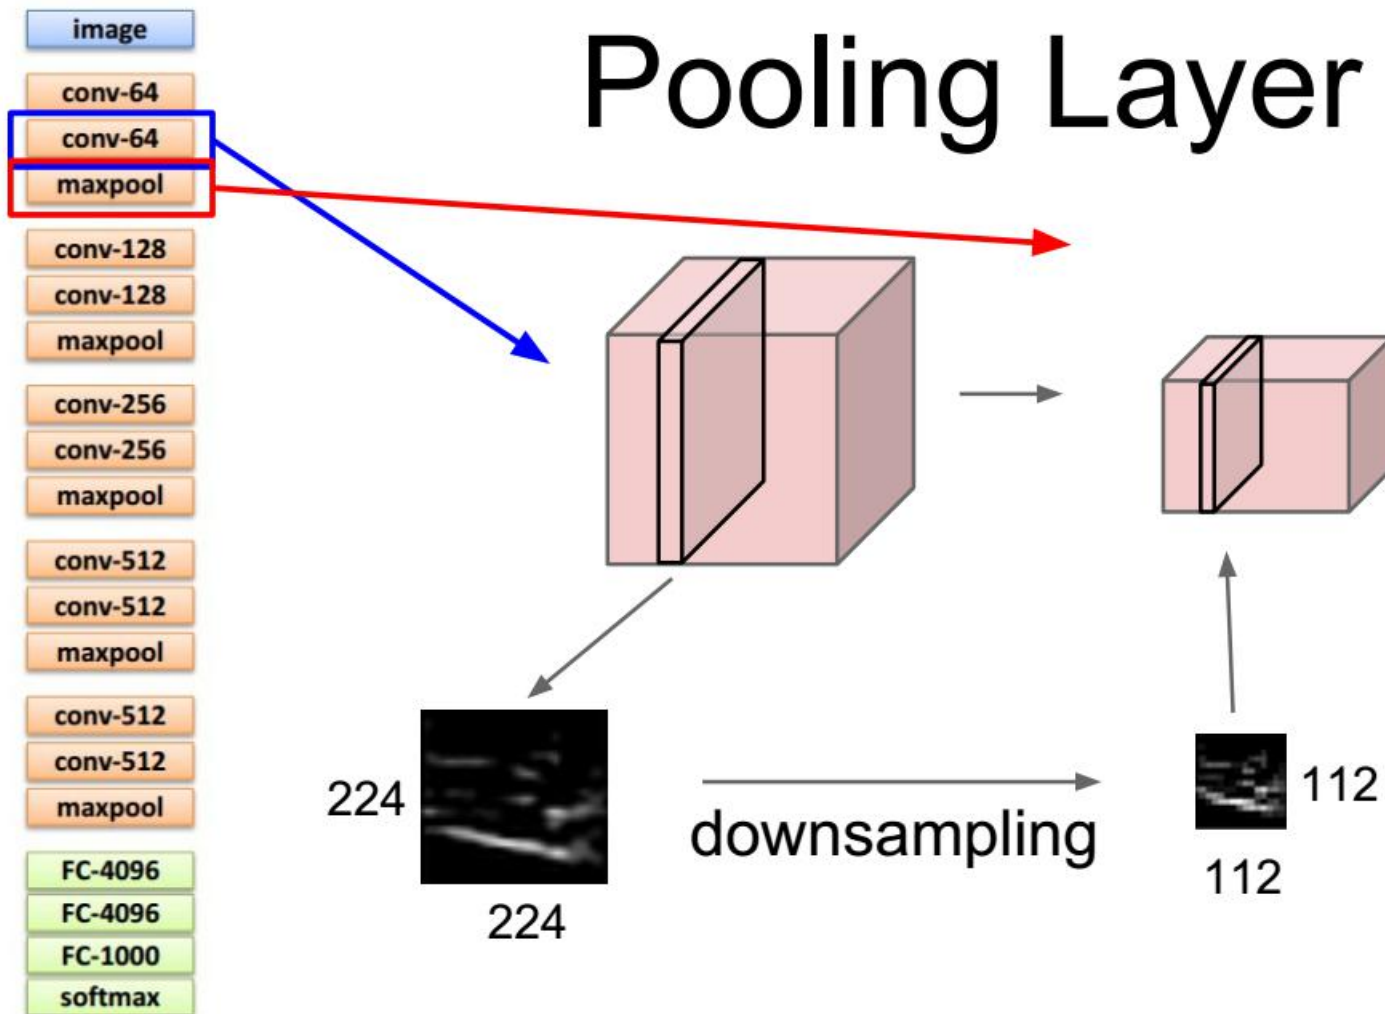 Pooling Layer
image
conv-64
conv-64
maxpool
conv-128
conv-128
maxpool
conv-256
conv-256
maxpool
conv-512
conv-512
maxpool
conv-512
conv-512
maxpool
FC-4096
FC-4096
FC-1000
softmax
224
224
downsampling
112
112